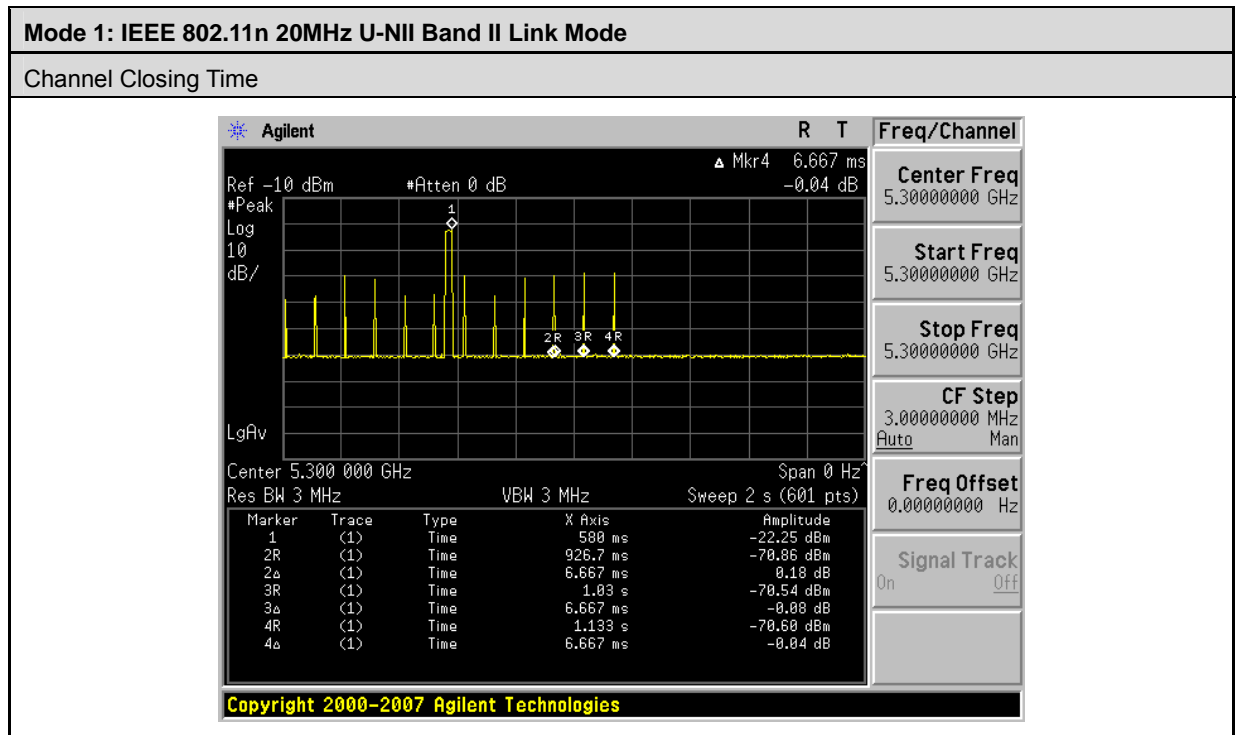 Mode 1: IEEE 802.11n 20MHz U-NII Band II Link Mode
Channel Closing Time
Agilent R T
Δ Mkr4 6.667 ms
Ref -10 dBm #Atten 0 dB -0.04 dB
#Peak
Log
10
dB/
1
2R 3R 4R
LgAv
Center 5.300 000 GHz Span 0 Hz^
Res BW 3 MHz VBW 3 MHz Sweep 2 s (601 pts)
Marker Trace Type X Axis Amplitude
1 (1) Time 580 ms -22.25 dBm
2R (1) Time 926.7 ms -70.86 dBm
2Δ (1) Time 6.667 ms 0.18 dB
3R (1) Time 1.03 s -70.54 dBm
3Δ (1) Time 6.667 ms -0.08 dB
4R (1) Time 1.133 s -70.60 dBm
4Δ (1) Time 6.667 ms -0.04 dB
Freq/Channel
Center Freq
5.30000000 GHz
Start Freq
5.30000000 GHz
Stop Freq
5.30000000 GHz
CF Step
3.00000000 MHz
Auto Man
Freq Offset
0.00000000 Hz
Signal Track
On Off
Copyright 2000-2007 Agilent Technologies